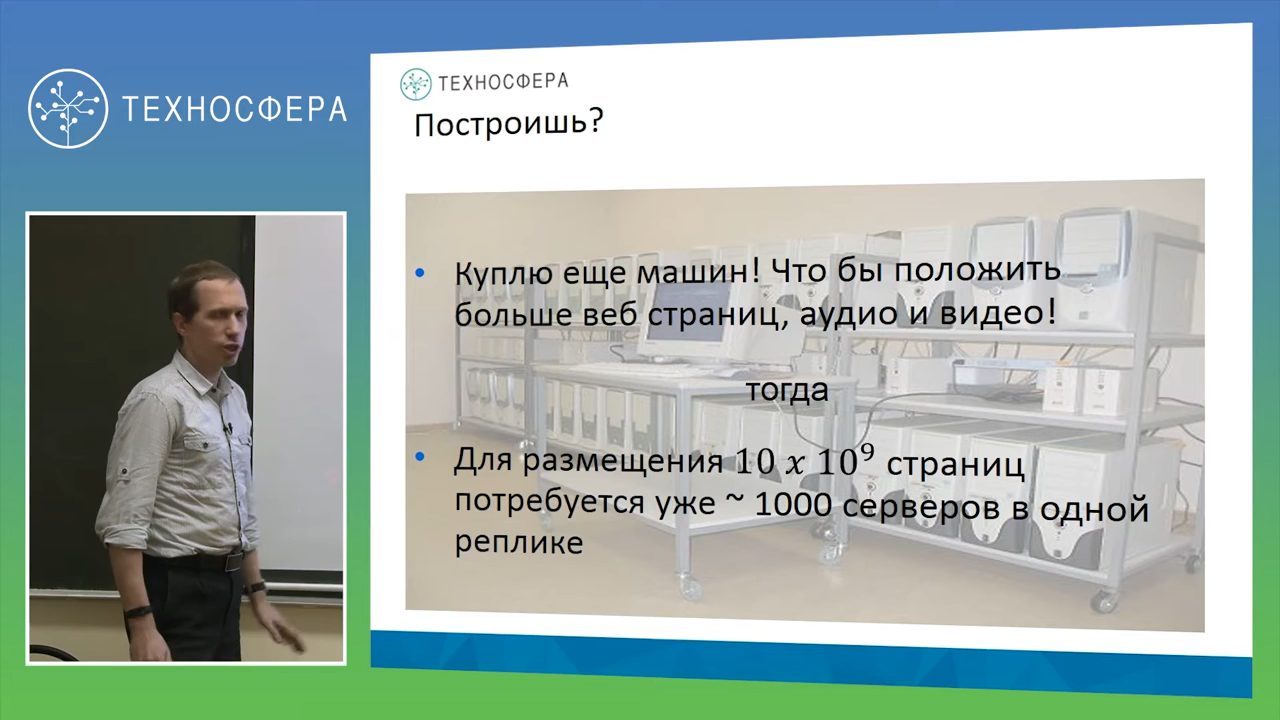 ТЕХНОСФЕРА
ТЕХНОСФЕРА
Построишь?
• Куплю еще машин! Что бы положить
больше веб страниц, аудио и видео!
тогда
• Для размещения 10 x 10⁹ страниц
потребуется уже ~ 1000 серверов в одной
реплике